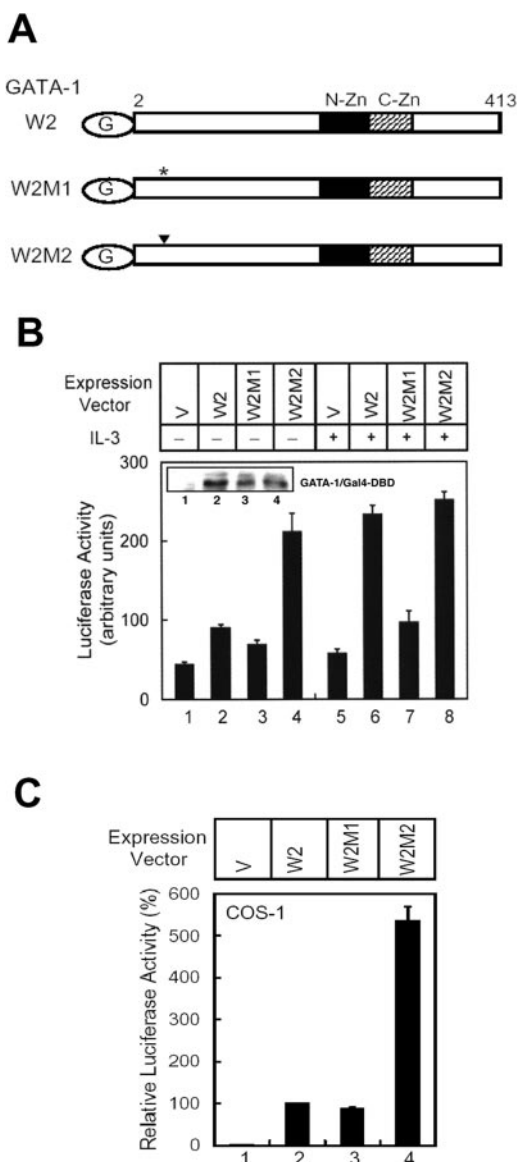 A
GATA-1
2 N-Zn C-Zn 413
W2 G
*
W2M1 G
W2M2 G
B
Expression Vector V W2 W2M1 W2M2 V W2 W2M1 W2M2
IL-3 – – – – + + + +
Luciferase Activity
(arbitrary units)
300
200
100
0
1 2 3 4
GATA-1/Gal4-DBD
1 2 3 4 5 6 7 8
C
Expression Vector V W2 W2M1 W2M2
Relative Luciferase Activity (%)
COS-1
600
500
400
300
200
100
0
1 2 3 4